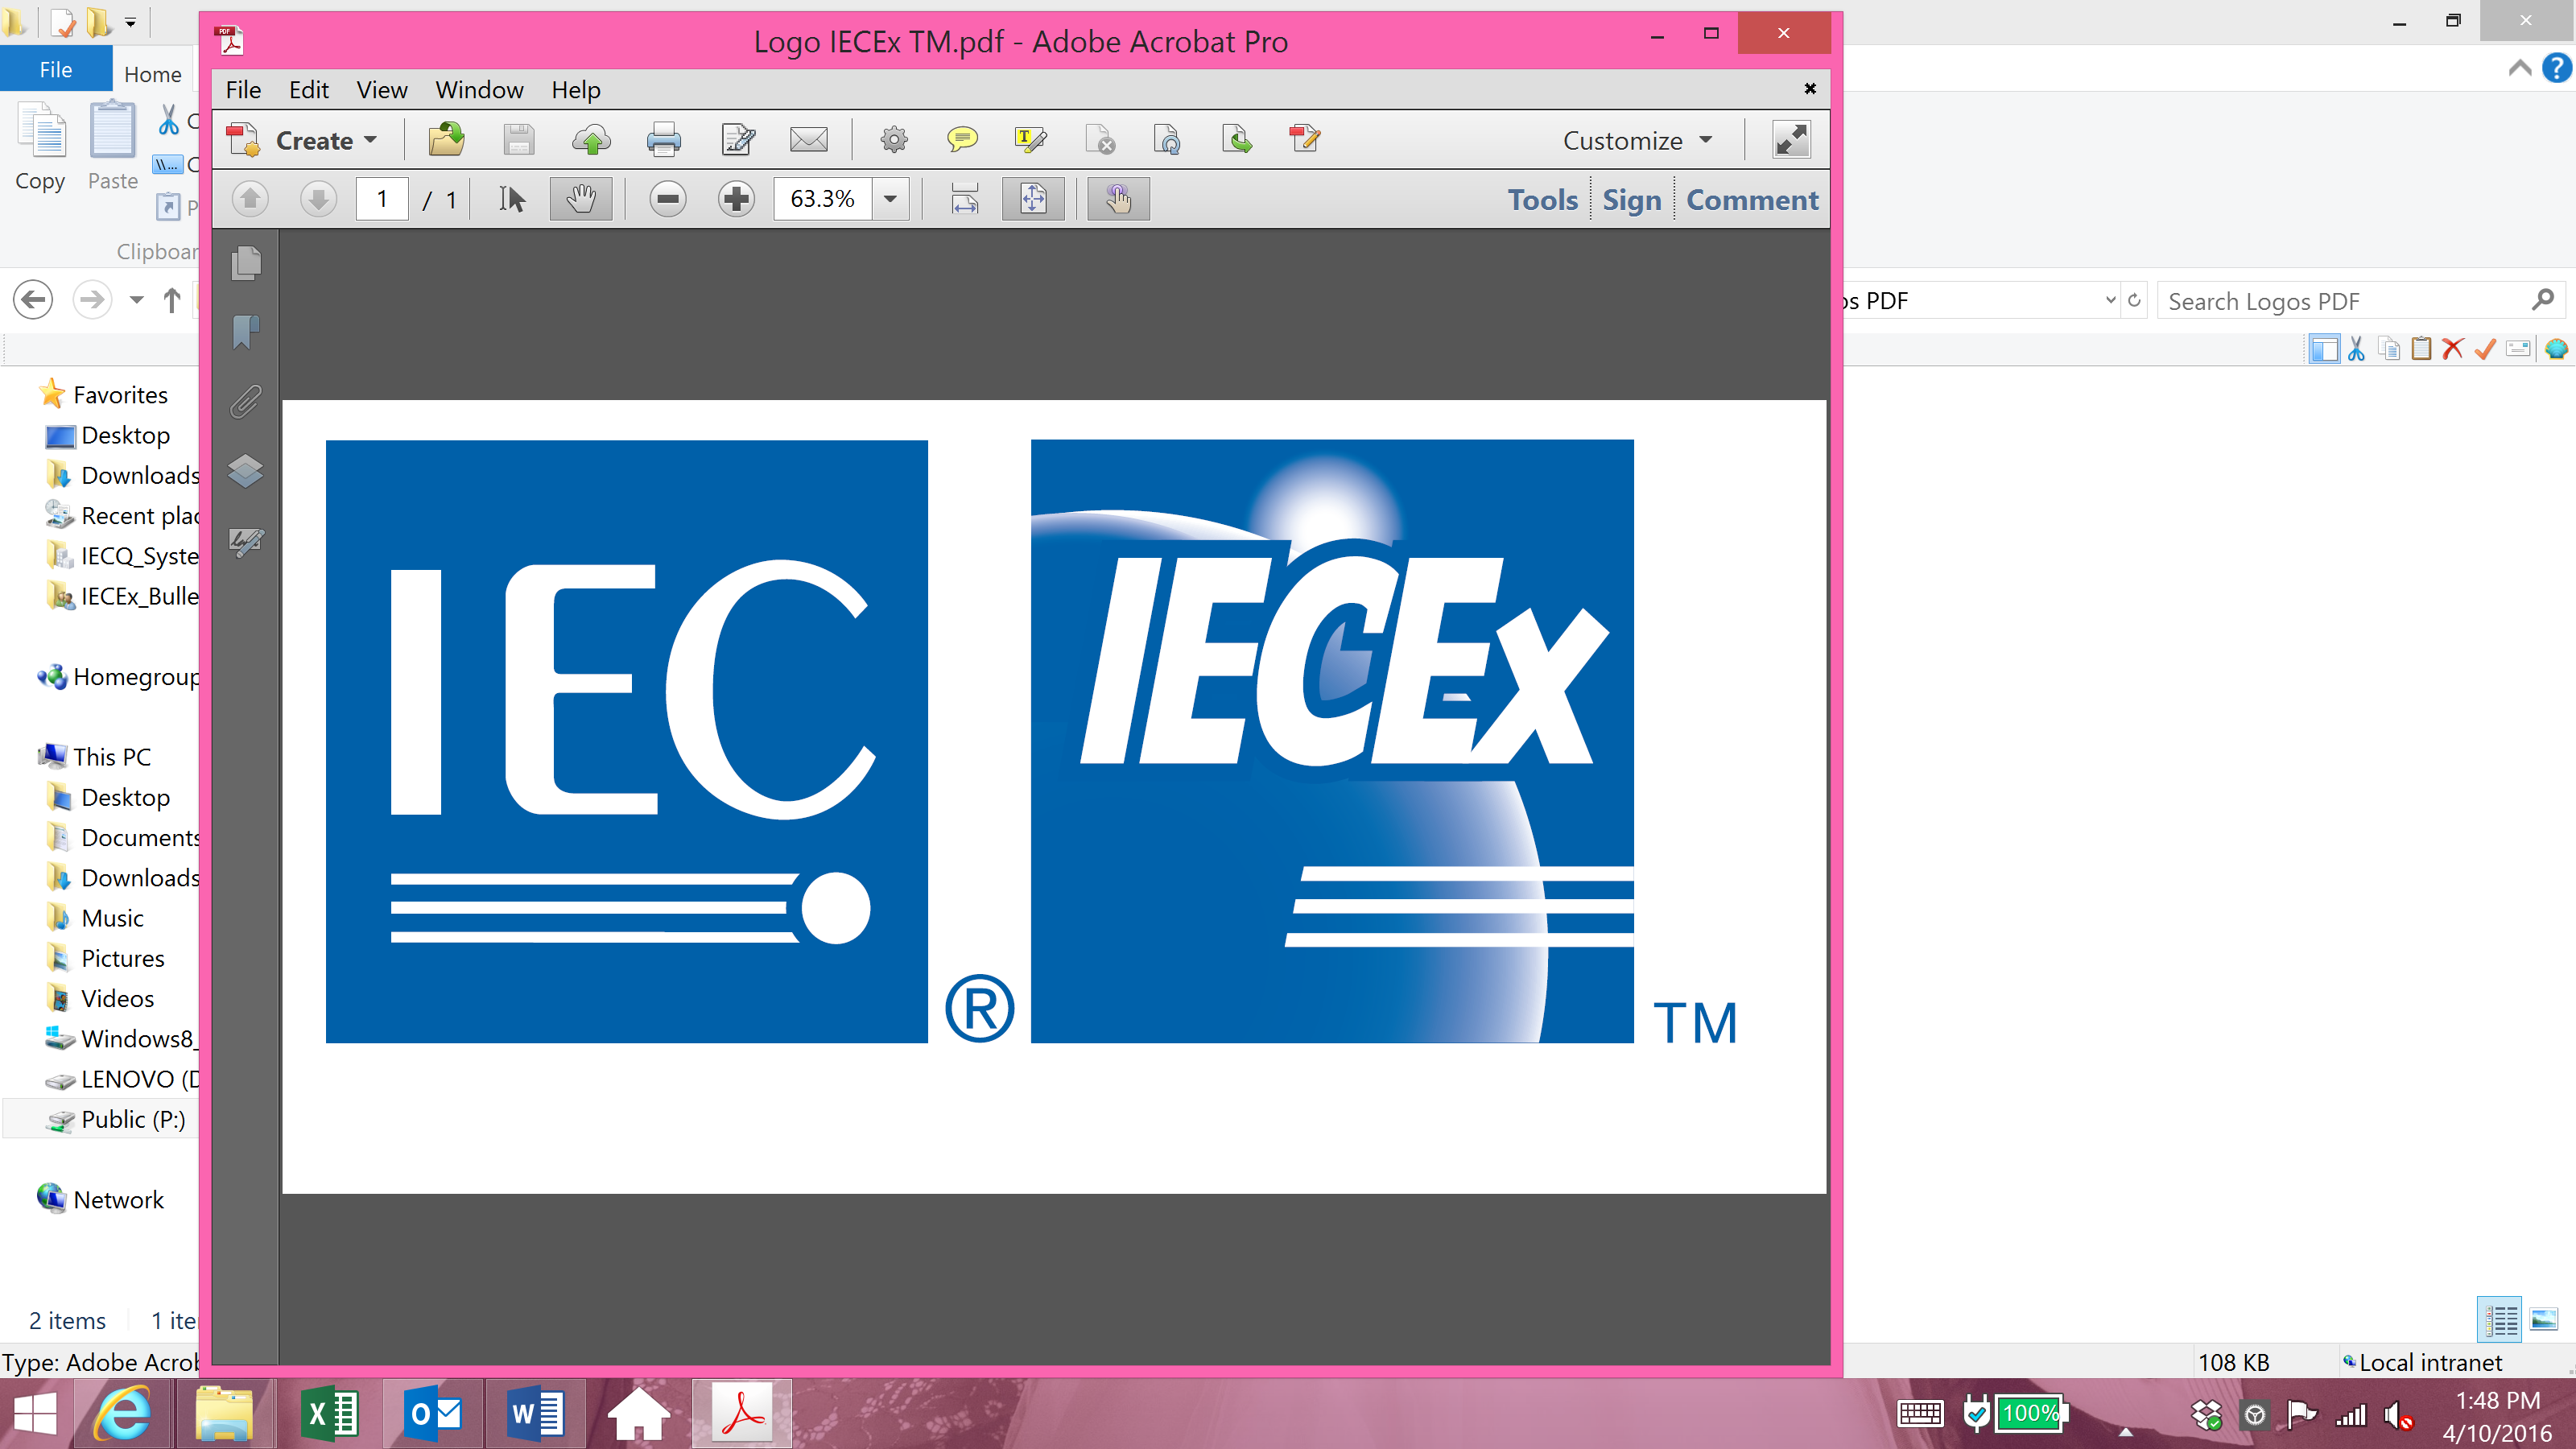 Logo IECEx TM.pdf - Adobe Acrobat Pro
File
Home
File Edit View Window Help
Create
Customize
Copy Paste
1 / 1
63.3%
Tools Sign Comment
Search Logos PDF
PDF
Favorites
Desktop
Downloads
Recent
IECQ_Syste
IECEx_Bulle
Homegroup
This PC
Desktop
Documents
Downloads
Music
Pictures
Videos
Windows8_
LENOVO (D
Public (P:)
Network
IEC
®
IECEx
TM
2 items 1 ite
Type: Adobe Acrob
108 KB
Local intranet
100%
1:48 PM
4/10/2016